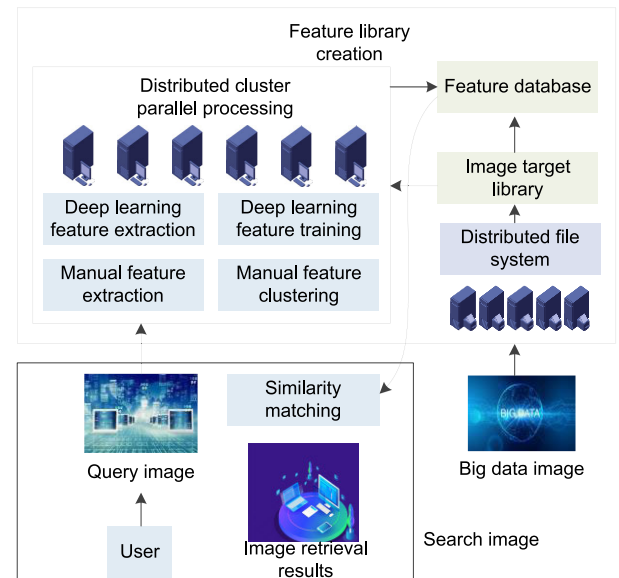 Feature library
creation
Distributed cluster
parallel processing
Feature database
Image target
library
Deep learning
feature extraction
Deep learning
feature training
Distributed file
system
Manual feature
extraction
Manual feature
clustering
Similarity
matching
BIG DATA
Query image
Big data image
User
Image retrieval
results
Search image